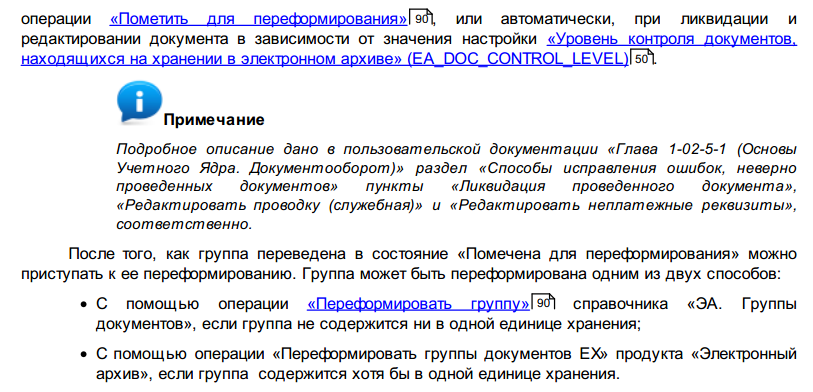 операции «Пометить для переформирования» 90, или автоматически, при ликвидации и
редактировании документа в зависимости от значения настройки «Уровень контроля документов,
находящихся на хранении в электронном архиве» (EA_DOC_CONTROL_LEVEL) 50.
Примечание
Подробное описание дано в пользовательской документации «Глава 1-02-5-1 (Основы
Учетного Ядра. Документооборот)» раздел «Способы исправления ошибок, неверно
проведенных документов» пункты «Ликвидация проведенного документа»,
«Редактировать проводку (служебная)» и «Редактировать неплатежные реквизиты»,
соответственно.
После того, как группа переведена в состояние «Помечена для переформирования» можно
приступать к ее переформированию. Группа может быть переформирована одним из двух способов:
• С помощью операции «Переформировать группу» 90 справочника «ЭА. Группы
документов», если группа не содержится ни в одной единице хранения;
• С помощью операции «Переформировать группы документов ЕХ» продукта «Электронный
архив», если группа содержится хотя бы в одной единице хранения.